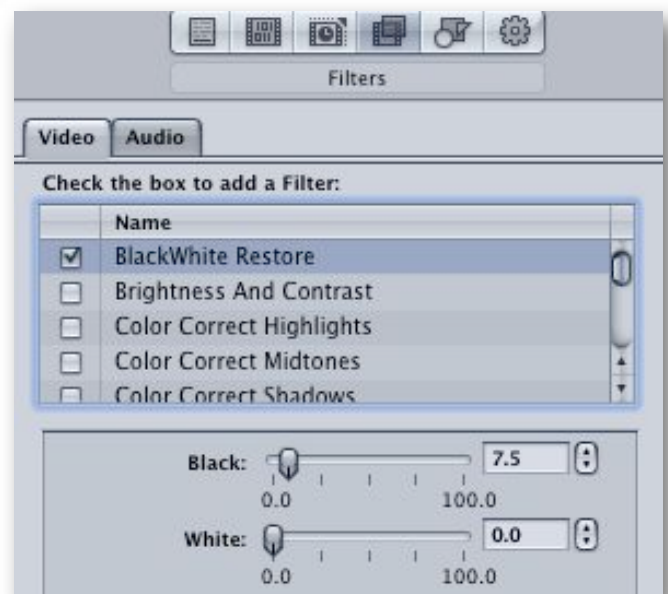 Filters
Video Audio
Check the box to add a Filter:
Name
BlackWhite Restore
Brightness And Contrast
Color Correct Highlights
Color Correct Midtones
Color Correct Shadows
Black: 7.5
0.0 100.0
White: 0.0
0.0 100.0